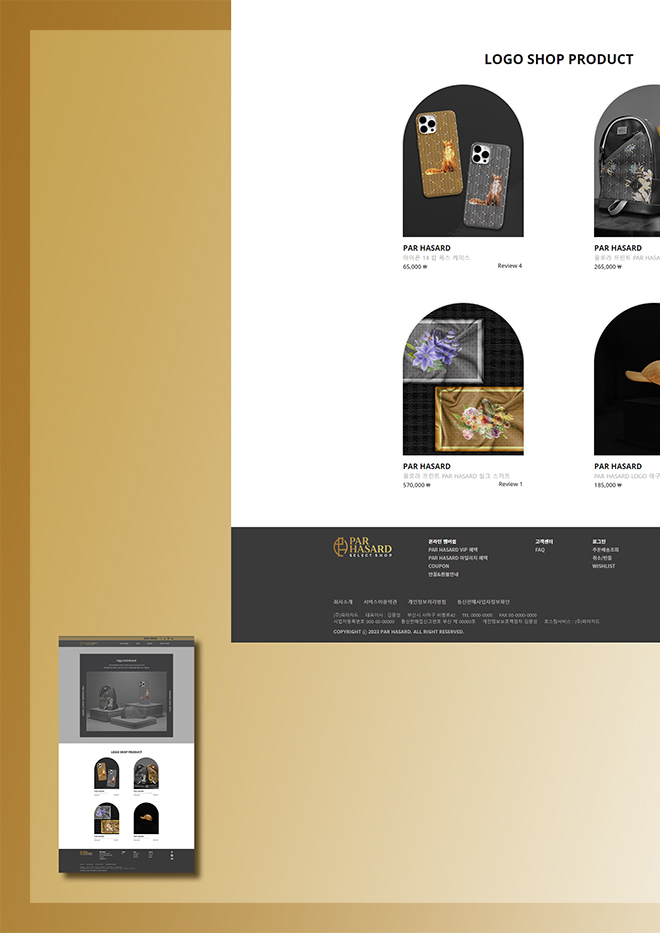 LOGO SHOP PRODUCT
PAR HASARD
아이폰 14 팝 폭스 케이스
65,000 ₩
Review 4
PAR HASARD
플로라 프린트 PAR HASA
265,000 ₩
PAR HASARD
플로라 프린트 PAR HASARD 실크 스카프
570,000 ₩
Review 1
PAR HASARD
PAR HASARD LOGO 야구
185,000 ₩
PAR
HASARD
SELECT SHOP
온라인 멤버쉽
PAR HASARD VIP 혜택
PAR HASARD 마일리지 혜택
COUPON
반품&환불안내
고객센터
FAQ
로그인
주문배송조회
취소/반품
WISHLIST
회사소개 서비스이용약관 개인정보처리방침 통신판매사업자정보확인
(주)파아자드 대표이사 : 김광성 부산시 서하구 비봉로42 TEL 0000-0000 FAX 00-0000-0000
사업자등록번호 000-00-00000 통신판매업신고번호 부산 제 00000호 개인정보보호책임자 김광성 호스팅서비스 : (주)파아자드
COPYRIGHT ⓒ 2023 PAR HASARD. ALL RIGHT RESERVED.
LOGO SHOP PRODUCT